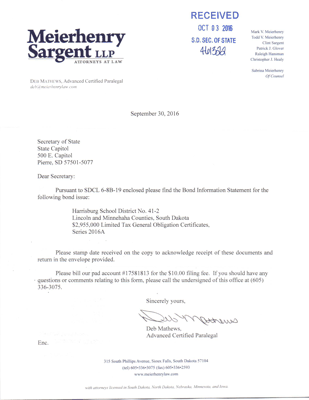 RECEIVED
OCT 03 2016
S.D. SEC. OF STATE
Meierhenry
Sargent LLP
ATTORNEYS AT LAW
Mark V. Meierhenry
Todd V. Meierhenry
Clint Sargent
Patrick J. Glover
Raleigh Hansman
Christopher J. Healy
Sabrina Meierhenry
Of Counsel
DEB MATHEWS, Advanced Certified Paralegal
deb@meierhenrylaw.com
September 30, 2016
Secretary of State
State Capitol
500 E. Capitol
Pierre, SD 57501-5077
Dear Secretary:
Pursuant to SDCL 6-8B-19 enclosed please find the Bond Information Statement for the
following bond issue:
Harrisburg School District No. 41-2
Lincoln and Minnehaha Counties, South Dakota
$2,955,000 Limited Tax General Obligation Certificates,
Series 2016A
Please stamp date received on the copy to acknowledge receipt of these documents and
return in the envelope provided.
Please bill our pad account #17581813 for the $10.00 filing fee. If you should have any
questions or comments relating to this form, please call the undersigned of this office at (605)
336-3075.
Sincerely yours,
Deb Mathews
Deb Mathews,
Advanced Certified Paralegal
Enc.
315 South Phillips Avenue, Sioux Falls, South Dakota 57104
(tel) 605•336•3075 (fax) 605•336•2593
www.meierhenrylaw.com
with attorneys licensed in South Dakota, North Dakota, Nebraska, Minnesota, and Iowa